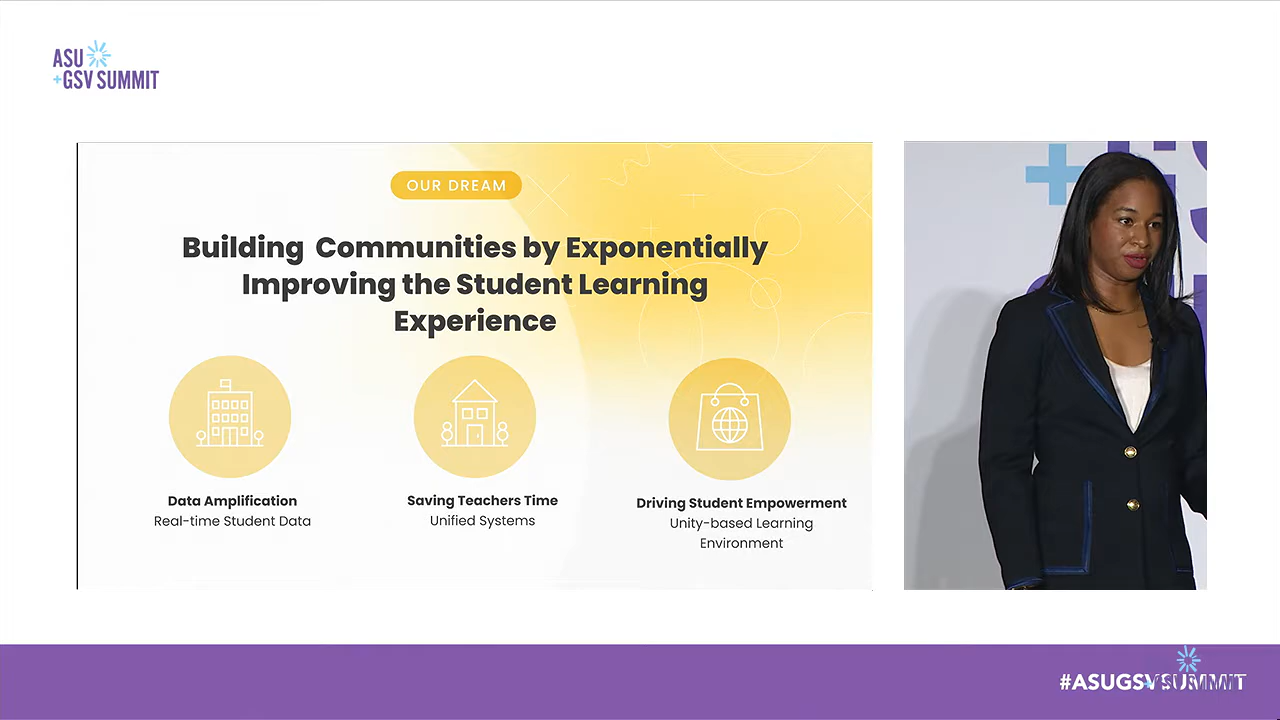 ASU
+GSV SUMMIT
OUR DREAM
Building  Communities by Exponentially
Improving the Student Learning
Experience
Data Amplification
Real-time Student Data
Saving Teachers Time
Unified Systems
Driving Student Empowerment
Unity-based Learning
Environment
#ASUGSVSUMMIT